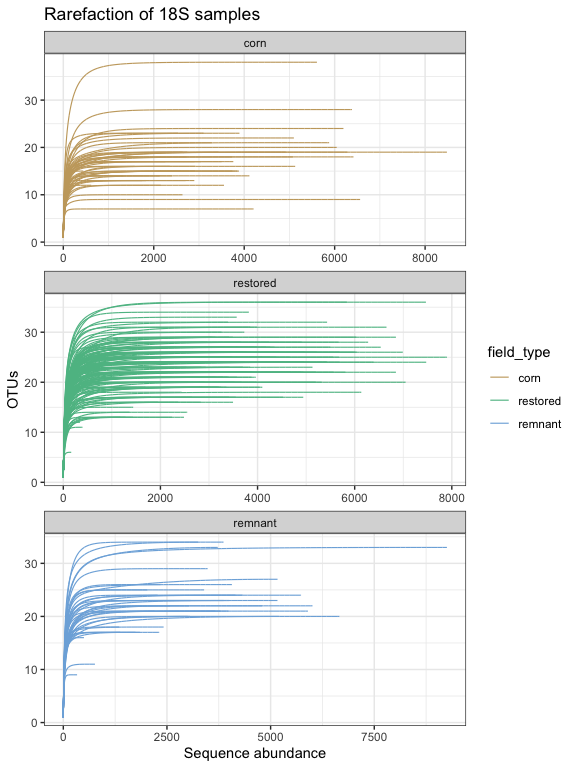 Rarefaction of 18S samples
corn
30
20
10
0
0 2000 4000 6000 8000
restored
30
20
10
0
0 2000 4000 6000 8000
remnant
30
20
10
0
0 2500 5000 7500
Sequence abundance
OTUs
field_type
corn
restored
remnant